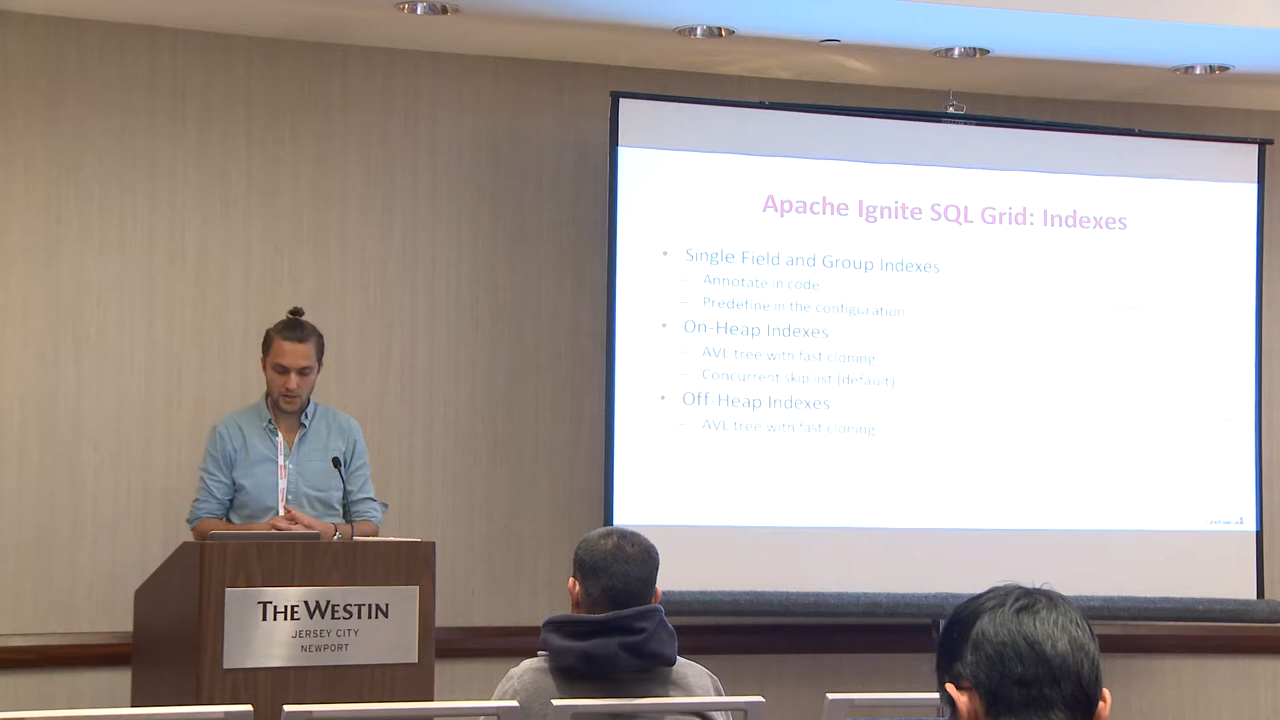 Apache Ignite SQL Grid: Indexes
• Single Field and Group Indexes
– Annotate in code
– Predefine in the configuration
• On-Heap Indexes
– AVL tree with fast cloning
– Concurrent skip list (default)
• Off-Heap Indexes
– AVL tree with fast cloning
THE WESTIN
JERSEY CITY
NEWPORT